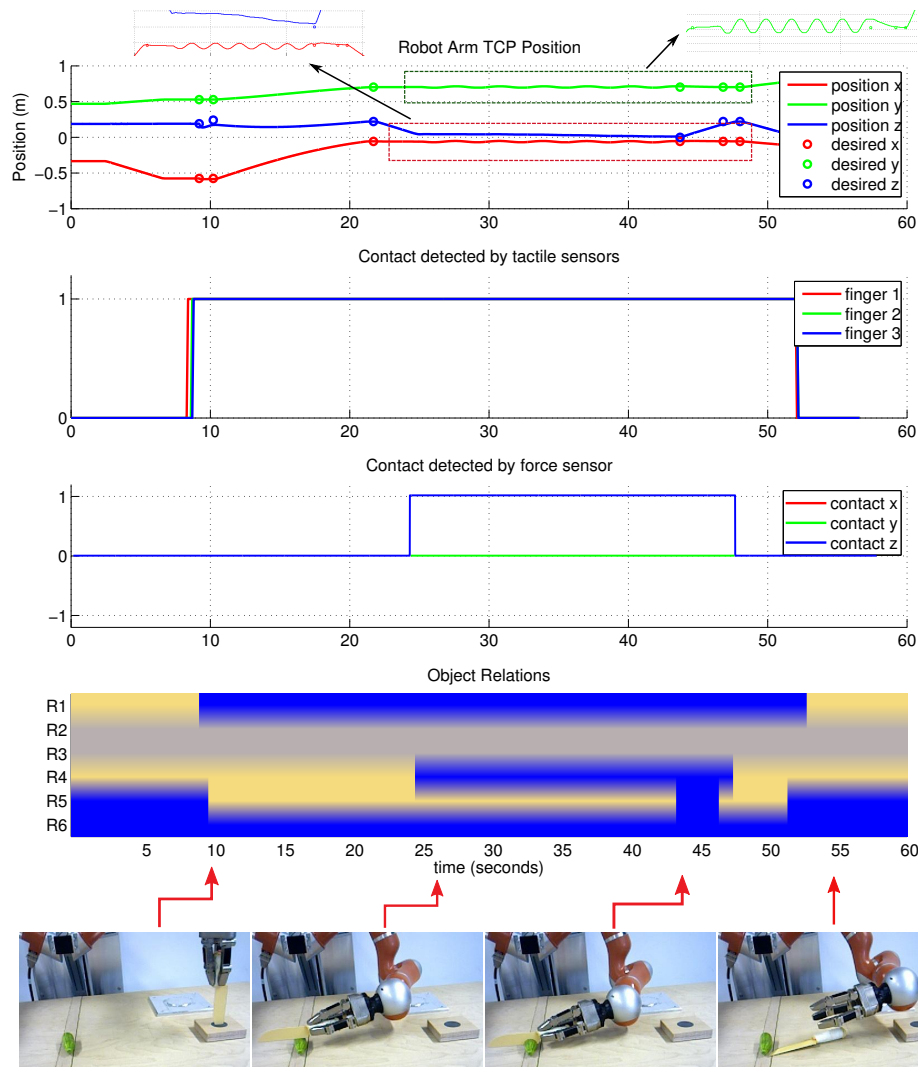 Robot Arm TCP Position
1
0.5
0
−0.5
−1
Position (m)
position x
position y
position z
desired x
desired y
desired z
0 10 20 30 40 50 60
Contact detected by tactile sensors
1
0
finger 1
finger 2
finger 3
0 10 20 30 40 50 60
Contact detected by force sensor
1
0
−1
contact x
contact y
contact z
0 10 20 30 40 50 60
Object Relations
R1
R2
R3
R4
R5
R6
5 10 15 20 25 30 35 40 45 50 55 60
time (seconds)